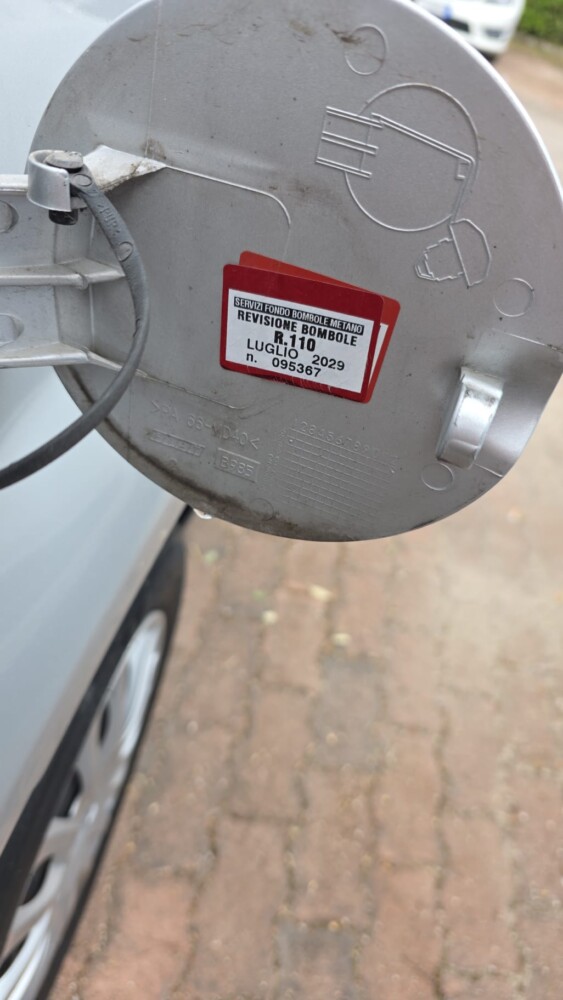 SERVIZI FONDO BOMBOLE METANO
REVISIONE BOMBOLE
R.110
LUGLIO 2029
n. 095367